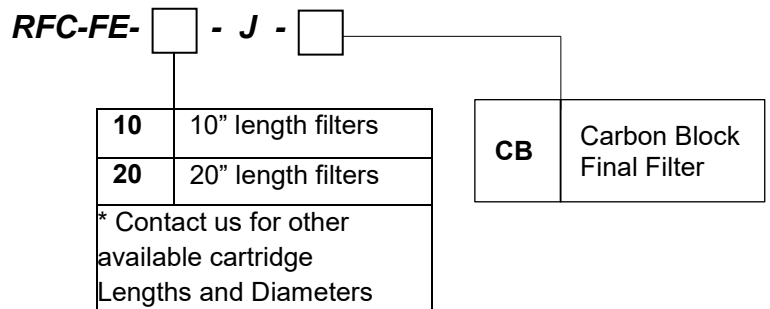 RFC-FE- - J -
10 10” length filters
20 20” length filters
* Contact us for other
available cartridge
Lengths and Diameters
CB
Carbon Block
Final Filter